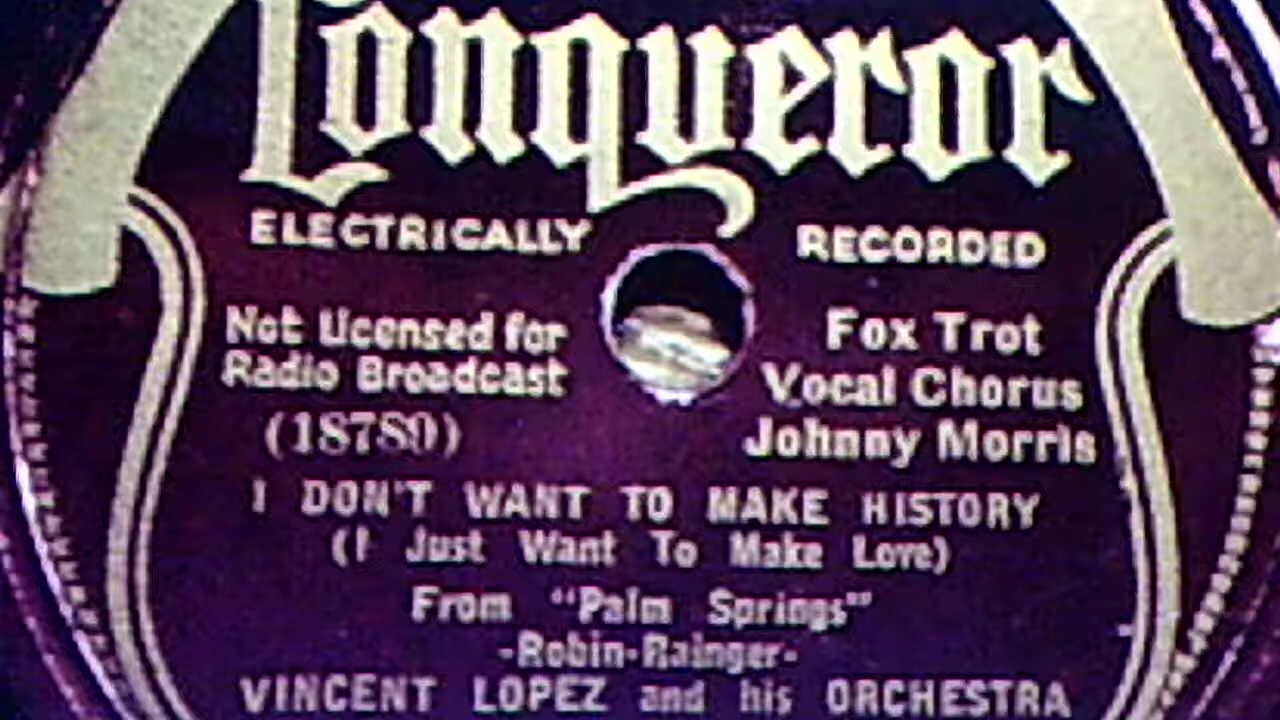 Conqueror
ELECTRICALLY RECORDED
Not Licensed for
Radio Broadcast
(18780)
Fox Trot
Vocal Chorus
Johnny Morris
I DON'T WANT TO MAKE HISTORY
(I Just Want To Make Love)
From "Palm Springs"
-Robin-Rainger-
VINCENT LOPEZ and his ORCHESTRA